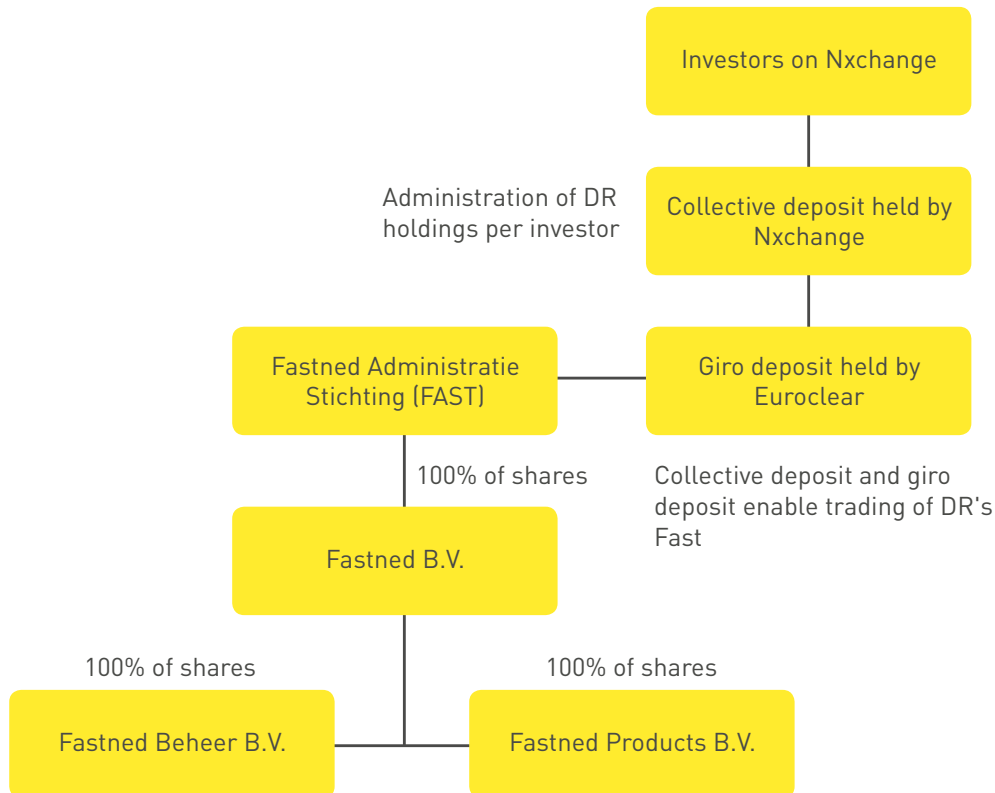 Investors on Nxchange
Administration of DR
holdings per investor
Collective deposit held by
Nxchange
Fastned Administratie
Stichting (FAST)
Giro deposit held by
Euroclear
100% of shares
Collective deposit and giro
deposit enable trading of DR's
Fast
Fastned B.V.
100% of shares
100% of shares
Fastned Beheer B.V.
Fastned Products B.V.